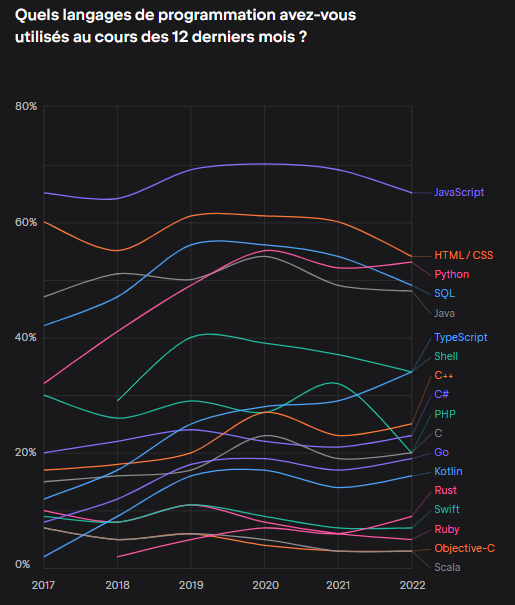 Quels langages de programmation avez-vous
utilisés au cours des 12 derniers mois ?
80%
60%
40%
20%
0%
JavaScript
HTML / CSS
Python
SQL
Java
TypeScript
Shell
C++
C#
PHP
C
Go
Kotlin
Rust
Swift
Ruby
Objective-C
Scala
2017 2018 2019 2020 2021 2022